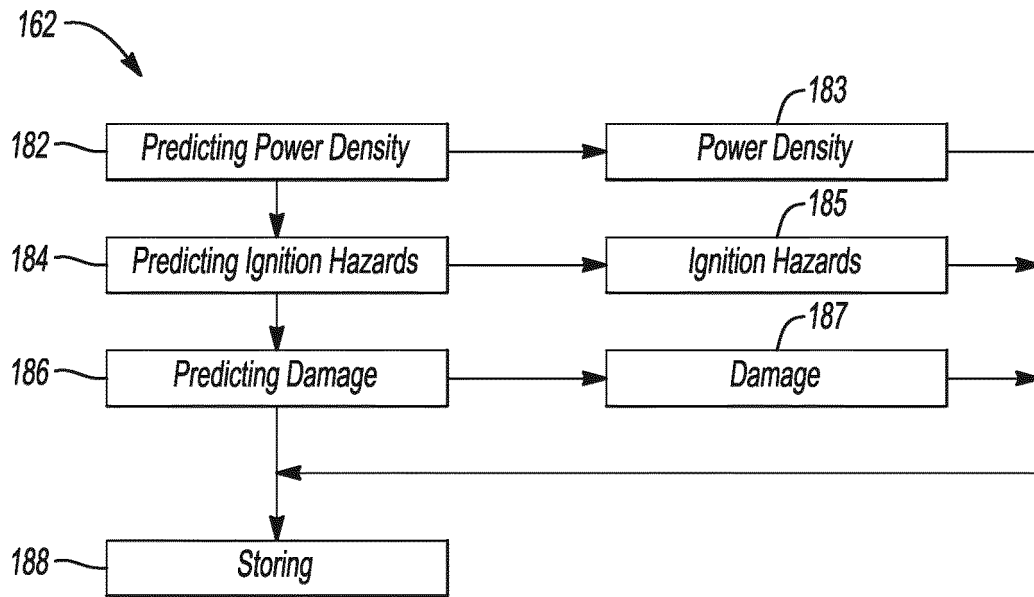 162
183
182
Predicting Power Density
Power Density
185
184
Predicting Ignition Hazards
Ignition Hazards
187
186
Predicting Damage
Damage
188
Storing